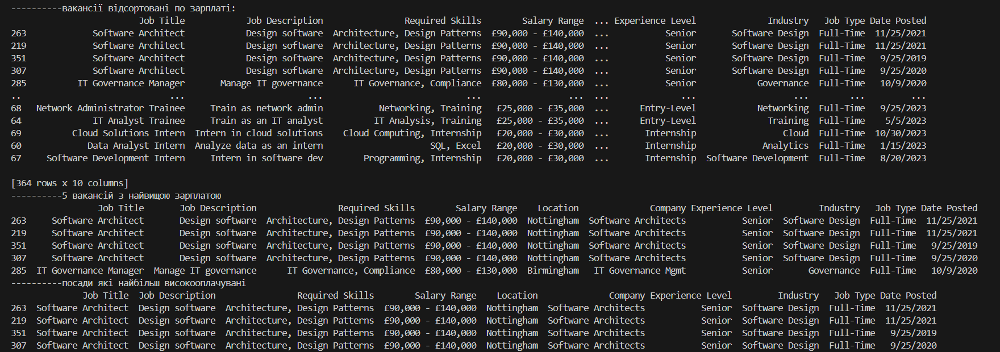 ----------вакансії відсортовані по зарплаті:
Job Title Job Description Required Skills Salary Range ... Experience Level Industry Job Type Date Posted
263 Software Architect Design software Architecture, Design Patterns £90,000 - £140,000 ... Senior Software Design Full-Time 11/25/2021
219 Software Architect Design software Architecture, Design Patterns £90,000 - £140,000 ... Senior Software Design Full-Time 11/25/2021
351 Software Architect Design software Architecture, Design Patterns £90,000 - £140,000 ... Senior Software Design Full-Time 9/25/2019
307 Software Architect Design software Architecture, Design Patterns £90,000 - £140,000 ... Senior Software Design Full-Time 9/25/2020
285 IT Governance Manager Manage IT governance IT Governance, Compliance £80,000 - £130,000 ... Senior Governance Full-Time 10/9/2020
.. ... ... ... ... ... ... ... ... ...
68 Network Administrator Trainee Train as network admin Networking, Training £25,000 - £35,000 ... Entry-Level Networking Full-Time 9/25/2023
64 IT Analyst Trainee Train as an IT analyst IT Analysis, Training £25,000 - £35,000 ... Entry-Level Training Full-Time 5/5/2023
69 Cloud Solutions Intern Intern in cloud solutions Cloud Computing, Internship £20,000 - £30,000 ... Internship Cloud Full-Time 10/30/2023
60 Data Analyst Intern Analyze data as an intern SQL, Excel £20,000 - £30,000 ... Internship Analytics Full-Time 1/15/2023
67 Software Development Intern Intern in software dev Programming, Internship £20,000 - £30,000 ... Internship Software Development Full-Time 8/20/2023
[364 rows x 10 columns]
----------5 вакансій з найвищою зарплатою
Job Title Job Description Required Skills Salary Range Location Company Experience Level Industry Job Type Date Posted
263 Software Architect Design software Architecture, Design Patterns £90,000 - £140,000 Nottingham Software Architects Senior Software Design Full-Time 11/25/2021
219 Software Architect Design software Architecture, Design Patterns £90,000 - £140,000 Nottingham Software Architects Senior Software Design Full-Time 11/25/2021
351 Software Architect Design software Architecture, Design Patterns £90,000 - £140,000 Nottingham Software Architects Senior Software Design Full-Time 9/25/2019
307 Software Architect Design software Architecture, Design Patterns £90,000 - £140,000 Nottingham Software Architects Senior Software Design Full-Time 9/25/2020
285 IT Governance Manager Manage IT governance IT Governance, Compliance £80,000 - £130,000 Birmingham IT Governance Mgmt Senior Governance Full-Time 10/9/2020
----------посади які найбільш високооплачувані
Job Title Job Description Required Skills Salary Range Location Company Experience Level Industry Job Type Date Posted
263 Software Architect Design software Architecture, Design Patterns £90,000 - £140,000 Nottingham Software Architects Senior Software Design Full-Time 11/25/2021
219 Software Architect Design software Architecture, Design Patterns £90,000 - £140,000 Nottingham Software Architects Senior Software Design Full-Time 11/25/2021
351 Software Architect Design software Architecture, Design Patterns £90,000 - £140,000 Nottingham Software Architects Senior Software Design Full-Time 9/25/2019
307 Software Architect Design software Architecture, Design Patterns £90,000 - £140,000 Nottingham Software Architects Senior Software Design Full-Time 9/25/2020